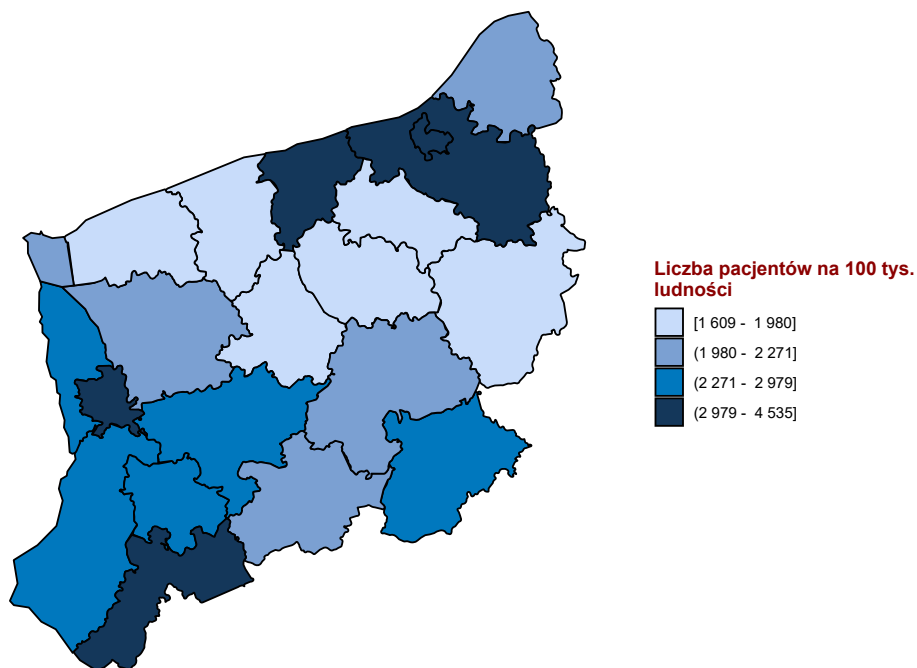 Liczba pacjentów na 100 tys.
ludności
[1 609 - 1 980]
(1 980 - 2 271]
(2 271 - 2 979]
(2 979 - 4 535]